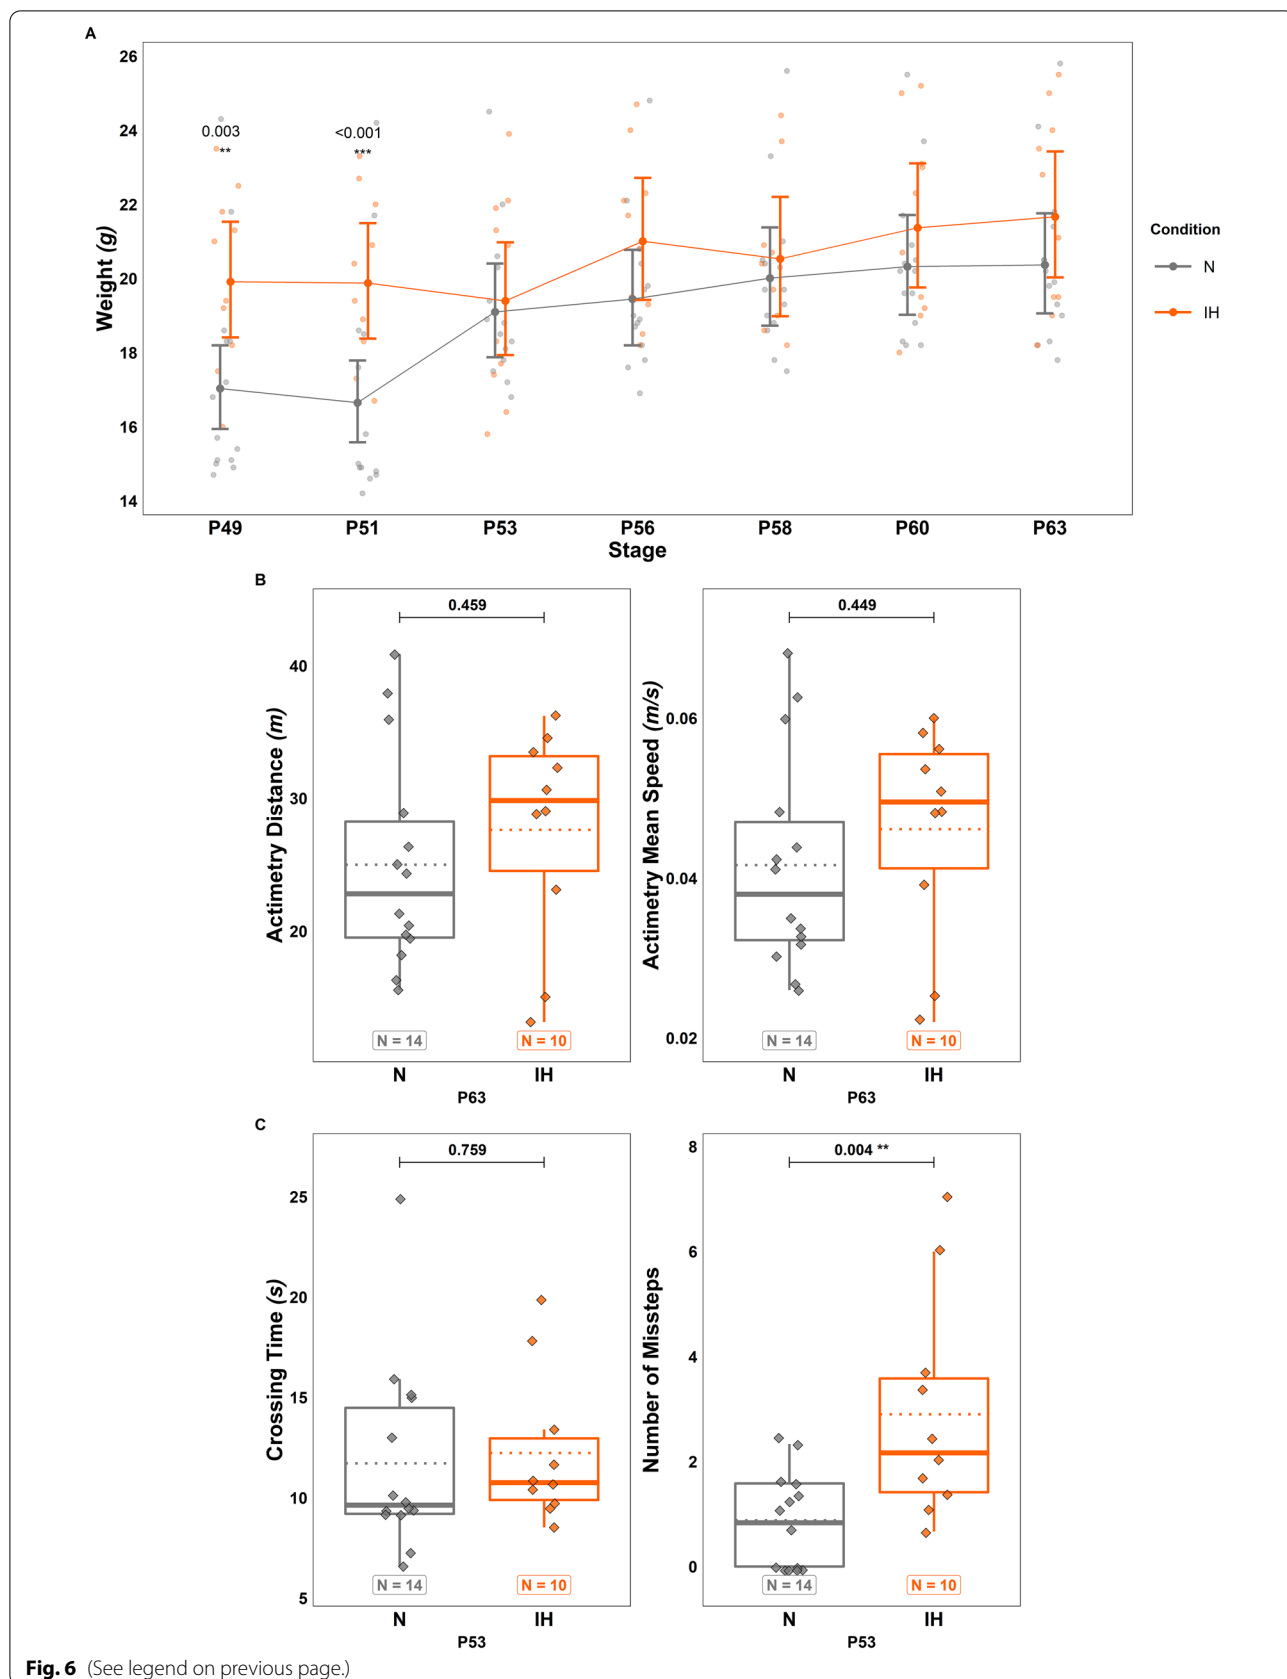 A
26
24
22
20
18
16
14
Weight (g)
0.003
**
<0.001
***
P49 P51 P53 P56 P58 P60 P63
Stage
Condition
N
IH
B
0.459
40
30
20
Actimetry Distance (m)
N = 14 N = 10
N IH
P63
0.449
0.06
0.04
0.02
Actimetry Mean Speed (m/s)
N = 14 N = 10
N IH
P63
C
0.759
25
20
15
10
5
Crossing Time (s)
N = 14 N = 10
N IH
P53
0.004 **
8
6
4
2
0
Number of Missteps
N = 14 N = 10
N IH
P53
Fig. 6 (See legend on previous page.)